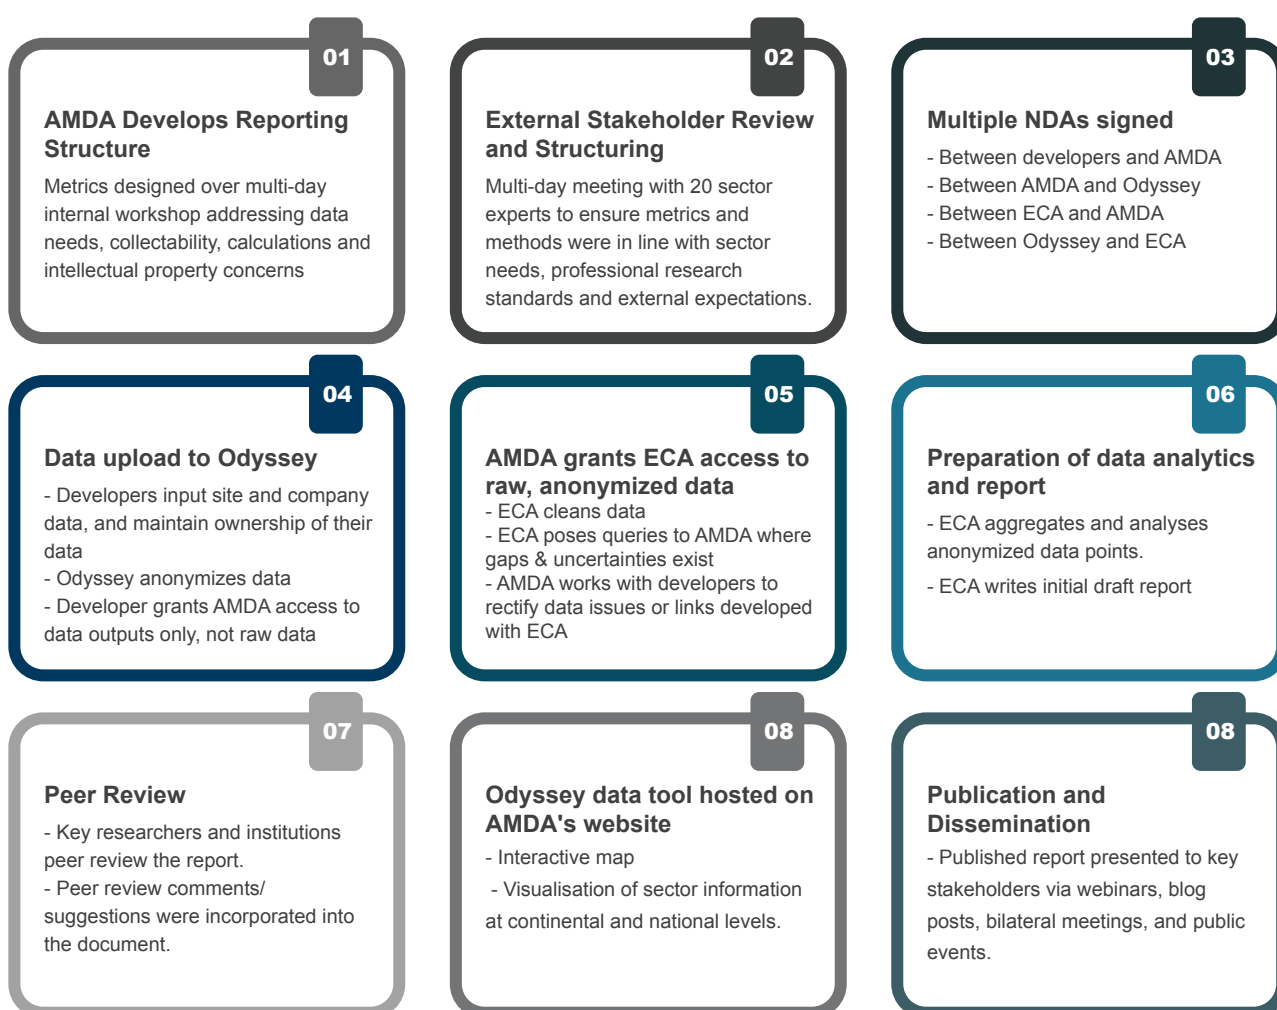 01
AMDA Develops Reporting
Structure
Metrics designed over multi-day
internal workshop addressing data
needs, collectability, calculations and
intellectual property concerns
02
External Stakeholder Review
and Structuring
Multi-day meeting with 20 sector
experts to ensure metrics and
methods were in line with sector
needs, professional research
standards and external expectations.
03
Multiple NDAs signed
- Between developers and AMDA
- Between AMDA and Odyssey
- Between ECA and AMDA
- Between Odyssey and ECA
04
Data upload to Odyssey
- Developers input site and company
data, and maintain ownership of their
data
- Odyssey anonymizes data
- Developer grants AMDA access to
data outputs only, not raw data
05
AMDA grants ECA access to
raw, anonymized data
- ECA cleans data
- ECA poses queries to AMDA where
gaps & uncertainties exist
- AMDA works with developers to
rectify data issues or links developed
with ECA
06
Preparation of data analytics
and report
- ECA aggregates and analyses
anonymized data points.
- ECA writes initial draft report
07
Peer Review
- Key researchers and institutions
peer review the report.
- Peer review comments/
suggestions were incorporated into
the document.
08
Odyssey data tool hosted on
AMDA's website
- Interactive map
- Visualisation of sector information
at continental and national levels.
08
Publication and
Dissemination
- Published report presented to key
stakeholders via webinars, blog
posts, bilateral meetings, and public
events.